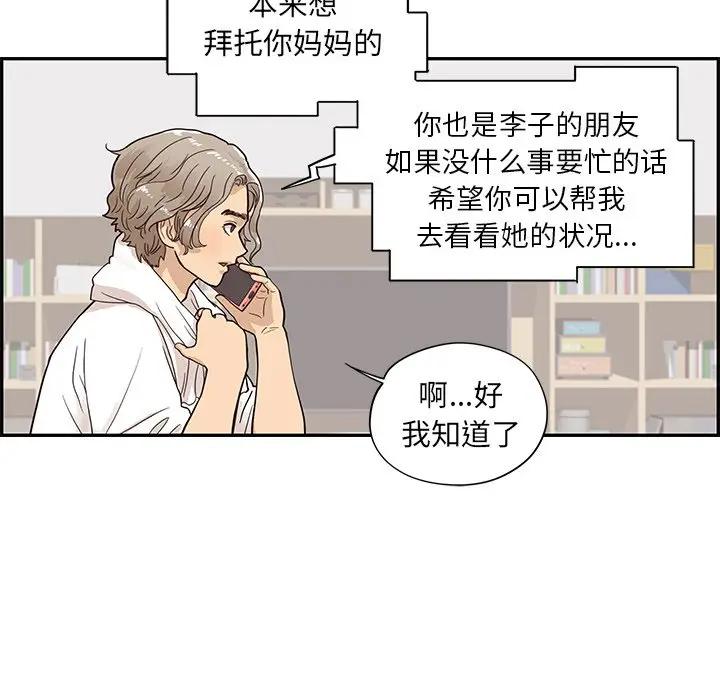 本来想
拜托你妈妈的
你也是李子的朋友
如果没什么事要忙的话
希望你可以帮我
去看看她的状况...
啊...好
我知道了